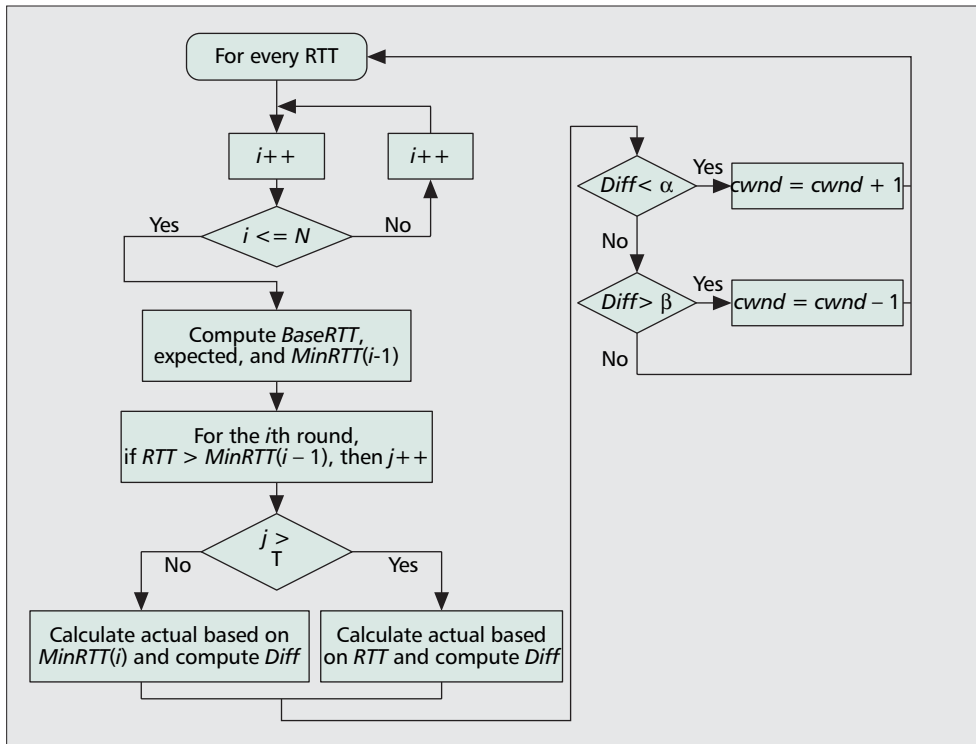 For every RTT
i++
i++
Yes
i <= N
No
Compute BaseRTT,
expected, and MinRTT(i-1)
For the ith round,
if RTT > MinRTT(i – 1), then j++
j >
T
No
Yes
Calculate actual based on
MinRTT(i) and compute Diff
Calculate actual based
on RTT and compute Diff
Diff < α
Yes
cwnd = cwnd + 1
No
Diff > β
Yes
cwnd = cwnd – 1
No